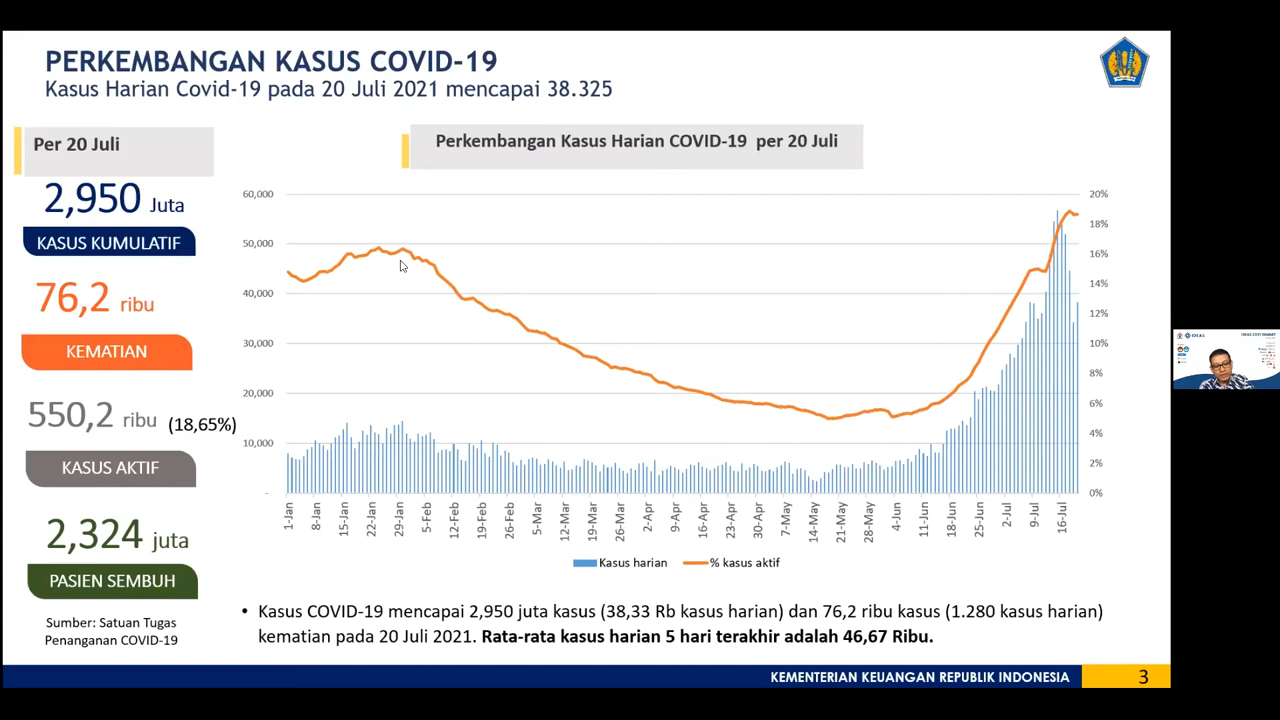 PERKEMBANGAN KASUS COVID-19
Kasus Harian Covid-19 pada 20 Juli 2021 mencapai 38.325
Per 20 Juli
2,950 Juta
KASUS KUMULATIF
76,2 ribu
KEMATIAN
550,2 ribu (18,65%)
KASUS AKTIF
2,324 juta
PASIEN SEMBUH
Sumber: Satuan Tugas
Penanganan COVID-19
Perkembangan Kasus Harian COVID-19 per 20 Juli
60,000
50,000
40,000
30,000
20,000
10,000
-
20%
18%
16%
14%
12%
10%
8%
6%
4%
2%
0%
1-Jan
8-Jan
15-Jan
22-Jan
29-Jan
5-Feb
12-Feb
19-Feb
26-Feb
5-Mar
12-Mar
19-Mar
26-Mar
2-Apr
9-Apr
16-Apr
23-Apr
30-Apr
7-May
14-May
21-May
28-May
4-Jun
11-Jun
18-Jun
25-Jun
2-Jul
9-Jul
16-Jul
Kasus harian % kasus aktif
• Kasus COVID-19 mencapai 2,950 juta kasus (38,33 Rb kasus harian) dan 76,2 ribu kasus (1.280 kasus harian)
kematian pada 20 Juli 2021. Rata-rata kasus harian 5 hari terakhir adalah 46,67 Ribu.
KEMENTERIAN KEUANGAN REPUBLIK INDONESIA 3